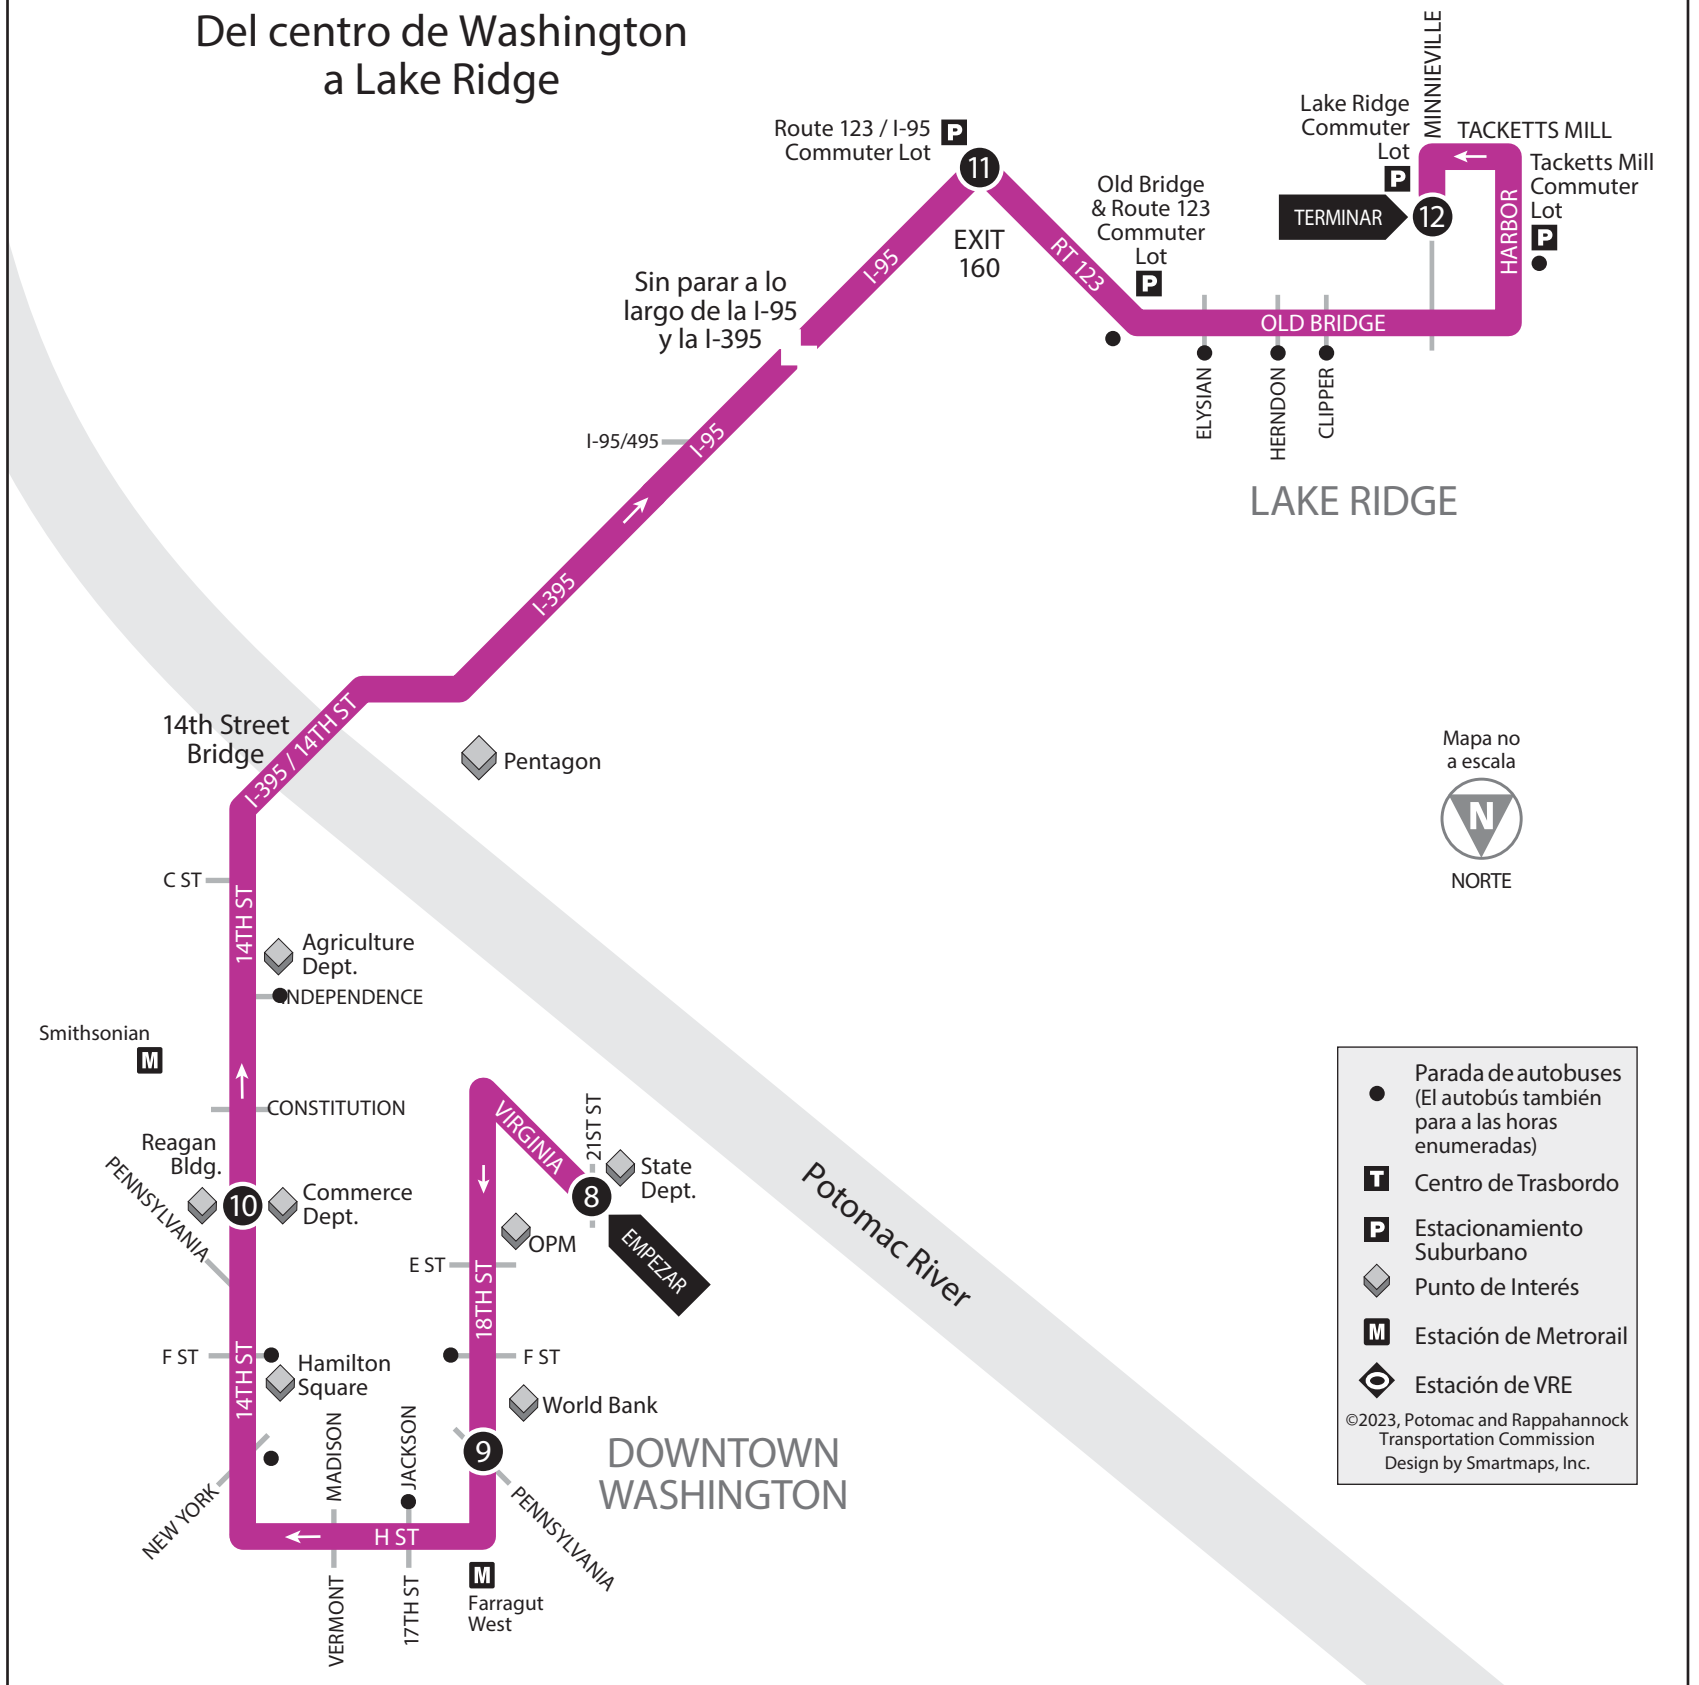 Del centro de Washington
a Lake Ridge
MINNIEVILLE
Lake Ridge
Commuter
Lot
P
TACKETTS MILL
Tacketts Mill
Commuter
Lot
P
Route 123 / I-95
Commuter Lot
P
11
Old Bridge
& Route 123
Commuter
Lot
P
TERMINAR
12
HARBOR
EXIT
160
RT 123
I-95
Sin parar a lo
largo de la I-95
y la I-395
OLD BRIDGE
ELYSIAN
HERNDON
CLIPPER
I-95/495
I-95
LAKE RIDGE
I-395
14th Street
Bridge
I-395 / 14TH ST
Pentagon
Mapa no
a escala
N
NORTE
C ST
14TH ST
Agriculture
Dept.
INDEPENDENCE
Smithsonian
M
CONSTITUTION
Reagan
Bldg.
PENNSYLVANIA
10
Commerce
Dept.
VIRGINIA
21ST ST
State
Dept.
8
EMPEZAR
OPM
E ST
18TH ST
Potomac River
F ST
14TH ST
Hamilton
Square
F ST
World Bank
9
MADISON
JACKSON
DOWNTOWN
WASHINGTON
NEW YORK
H ST
PENNSYLVANIA
VERMONT
17TH ST
M
Farragut
West
Parada de autobuses
(El autobús también
para a las horas
enumeradas)
T
Centro de Trasbordo
P
Estacionamiento
Suburbano
Punto de Interés
M
Estación de Metrorail
Estación de VRE
©2023, Potomac and Rappahannock
Transportation Commission
Design by Smartmaps, Inc.